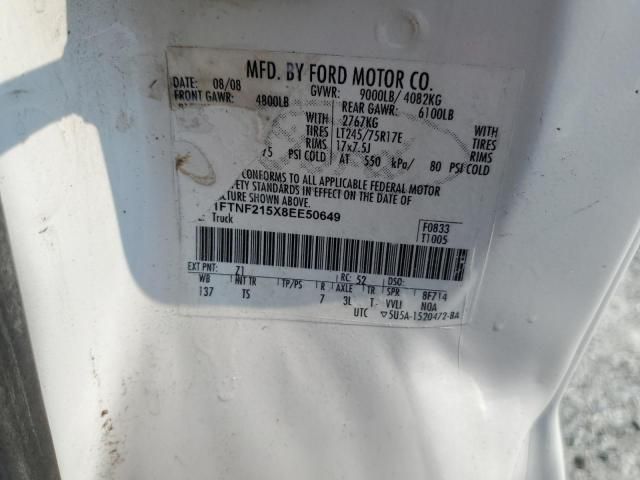 MFD. BY FORD MOTOR CO.
DATE: 08/08 GVWR: 9000LB/ 4082KG
FRONT GAWR: 4800LB REAR GAWR: 6100LB
2767KG
TIRES LT245/75R17E TIRES
RIMS 17x7.5J RIMS
75 PSI COLD AT 550 kPa/ 80 PSI COLD
CONFORMS TO ALL APPLICABLE FEDERAL MOTOR
STANDARDS IN EFFECT ON THE DATE OF
SHOWN ABOVE.
1FTNF215X8EE50649
Truck
F0833
T1005
EXT PNT: Z1 RC: 52 DSO:
WB INT TR TP/PS R AXLE TR SPR 8F714
137 TS 7 3L T- VVLI NOA
UTC ▽5U5A-1520472-BA